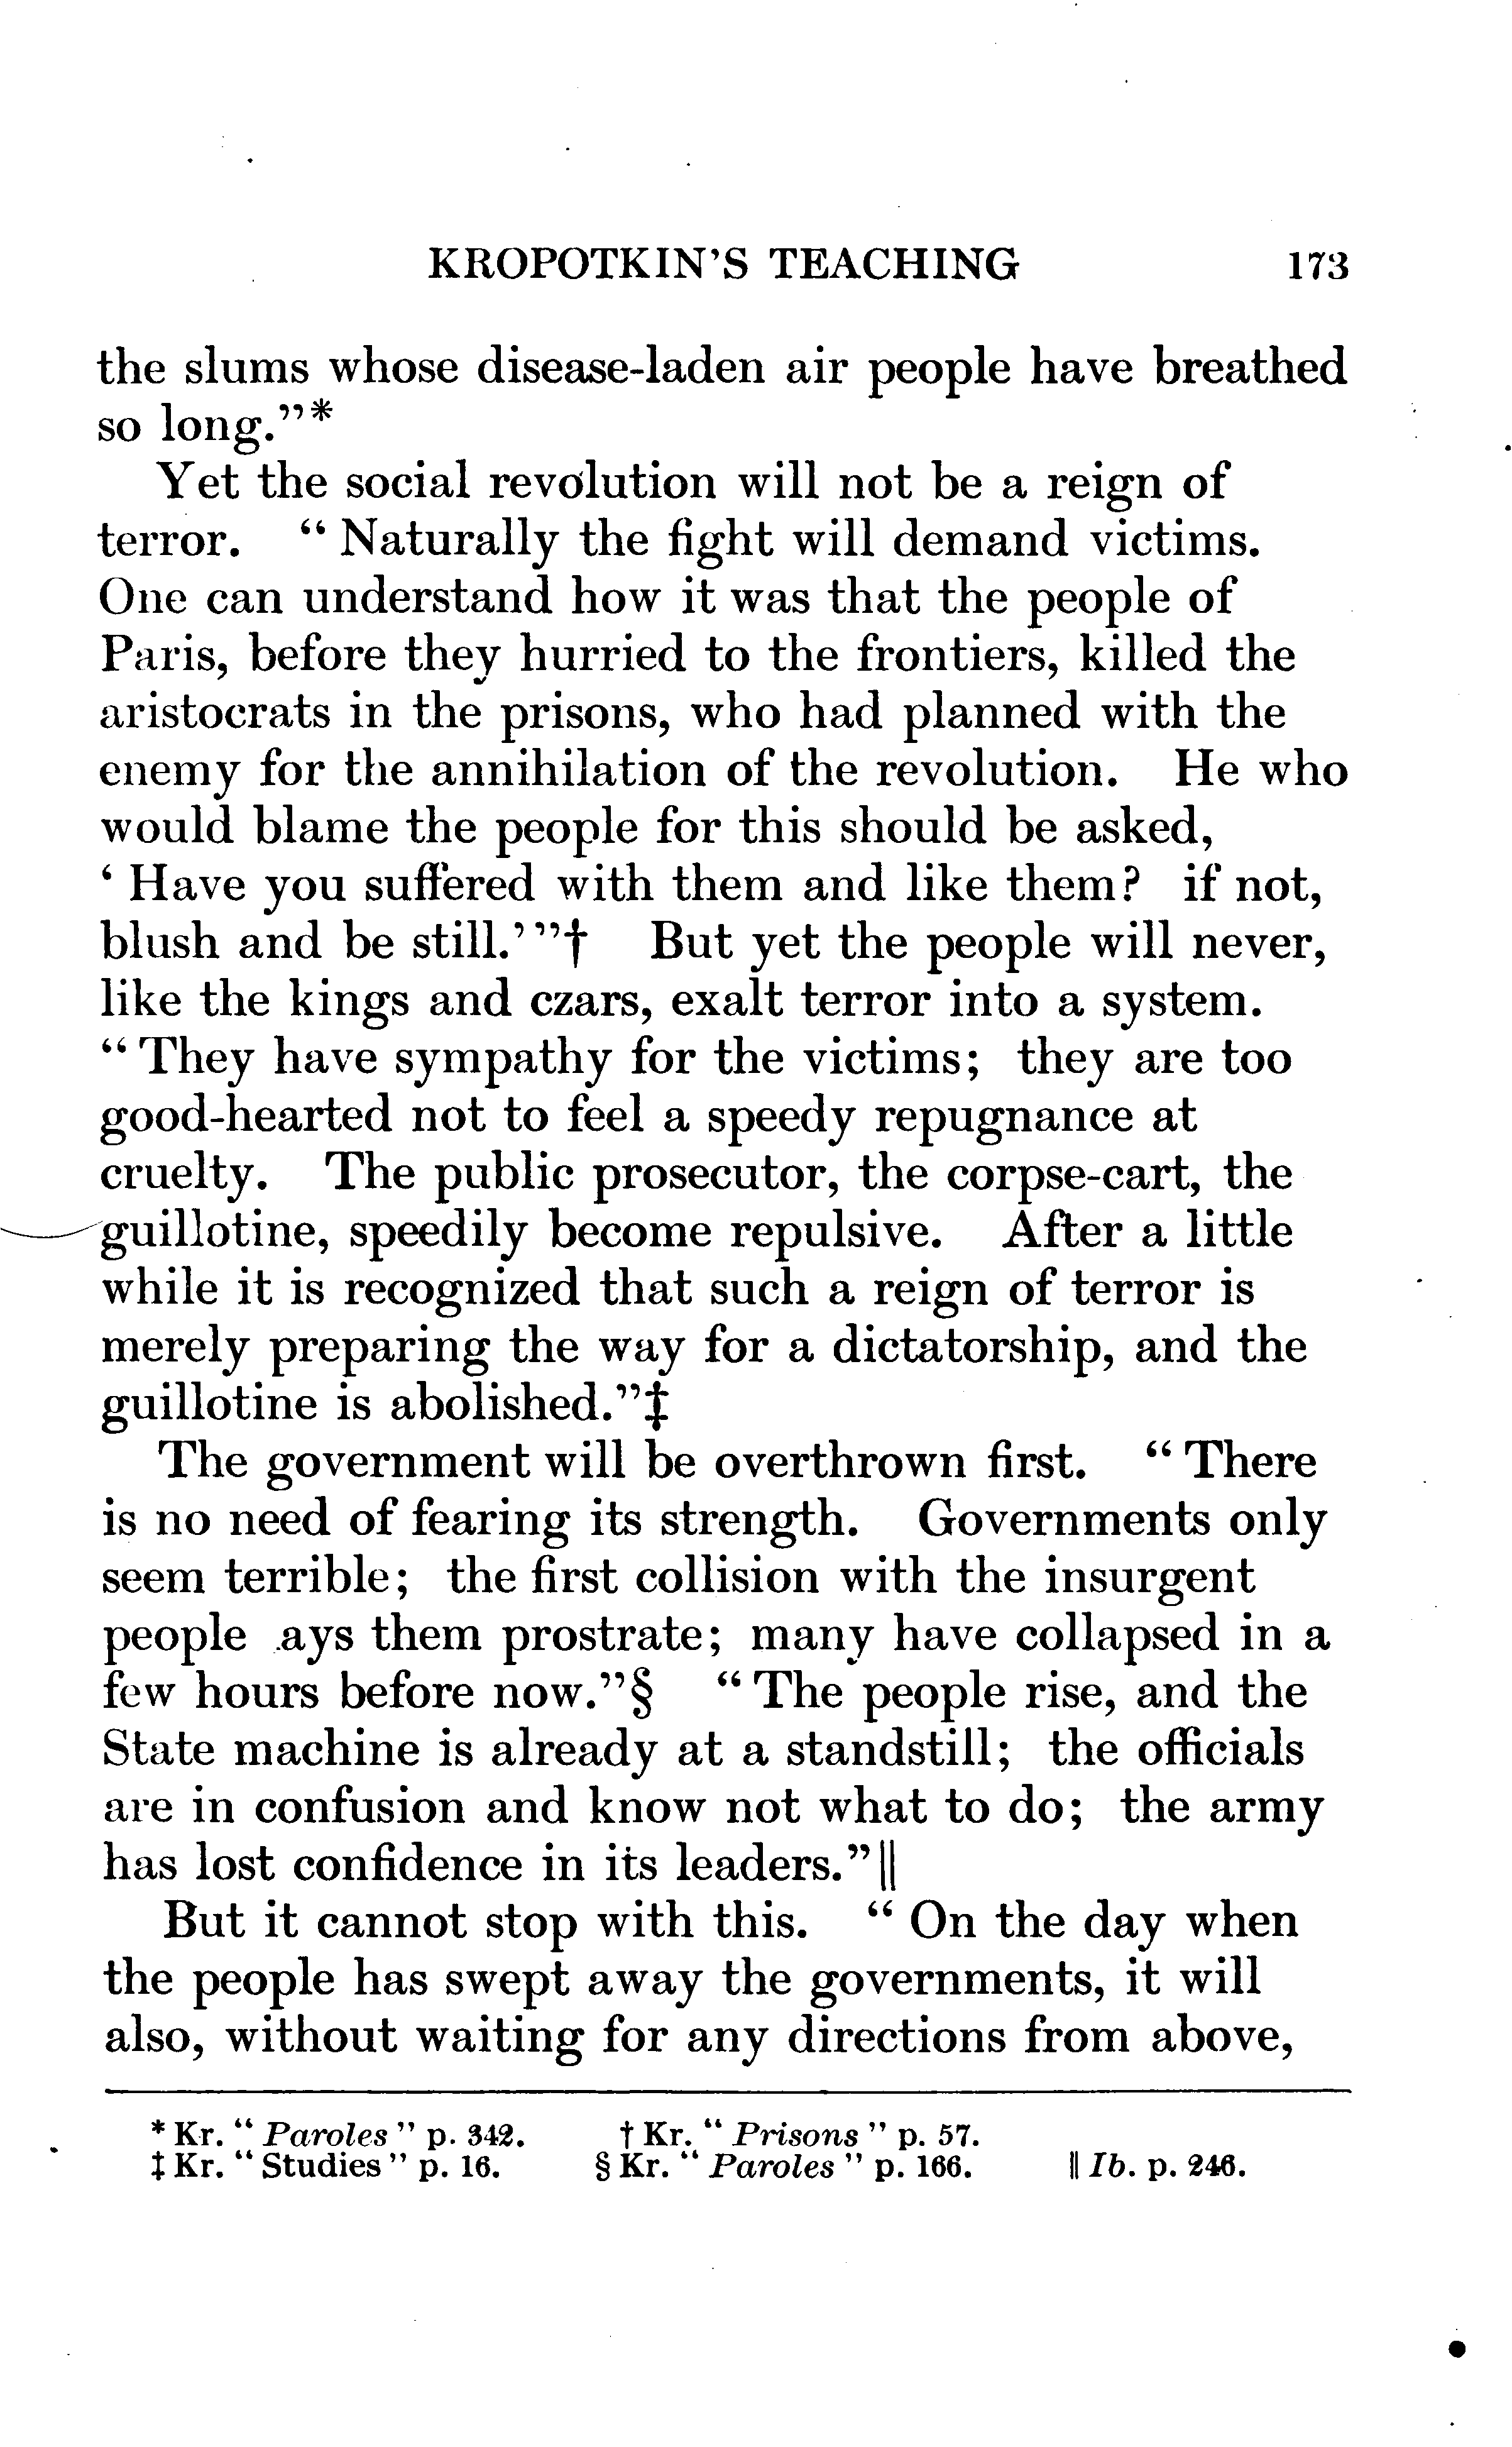 KROPOTKIN'S TEACHING 173
the slums whose disease-laden air people have breathed
so long."*
Yet the social revolution will not be a reign of
terror. "Naturally the fight will demand victims.
One can understand how it was that the people of
Paris, before they hurried to the frontiers, killed the
aristocrats in the prisons, who had planned with the
enemy for the annihilation of the revolution. He who
would blame the people for this should be asked,
'Have you suffered with them and like them? if not,
blush and be still.'"† But yet the people will never,
like the kings and czars, exalt terror into a system.
"They have sympathy for the victims; they are too
good-hearted not to feel a speedy repugnance at
cruelty. The public prosecutor, the corpse-cart, the
guillotine, speedily become repulsive. After a little
while it is recognized that such a reign of terror is
merely preparing the way for a dictatorship, and the
guillotine is abolished."‡
The government will be overthrown first. "There
is no need of fearing its strength. Governments only
seem terrible; the first collision with the insurgent
people ays them prostrate; many have collapsed in a
few hours before now."§ "The people rise, and the
State machine is already at a standstill; the officials
are in confusion and know not what to do; the army
has lost confidence in its leaders."‖
But it cannot stop with this. "On the day when
the people has swept away the governments, it will
also, without waiting for any directions from above,
* Kr. "Paroles" p. 342. † Kr. "Prisons" p. 57.
‡ Kr. "Studies" p. 16. § Kr. "Paroles" p. 166. ‖ Ib. p. 246.